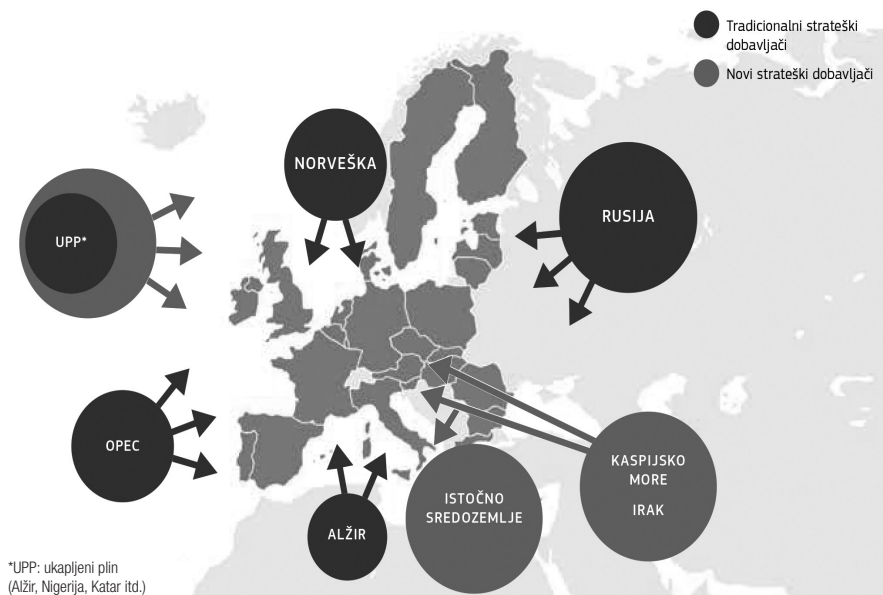 Tradicionalni strateški
dobavljači
Novi strateški dobavljači
NORVEŠKA
RUSIJA
UPP*
OPEC
ALŽIR
ISTOČNO
SREDOZEMLJE
KASPIJSKO
MORE
IRAK
*UPP: ukapljeni plin
(Alžir, Nigerija, Katar itd.)